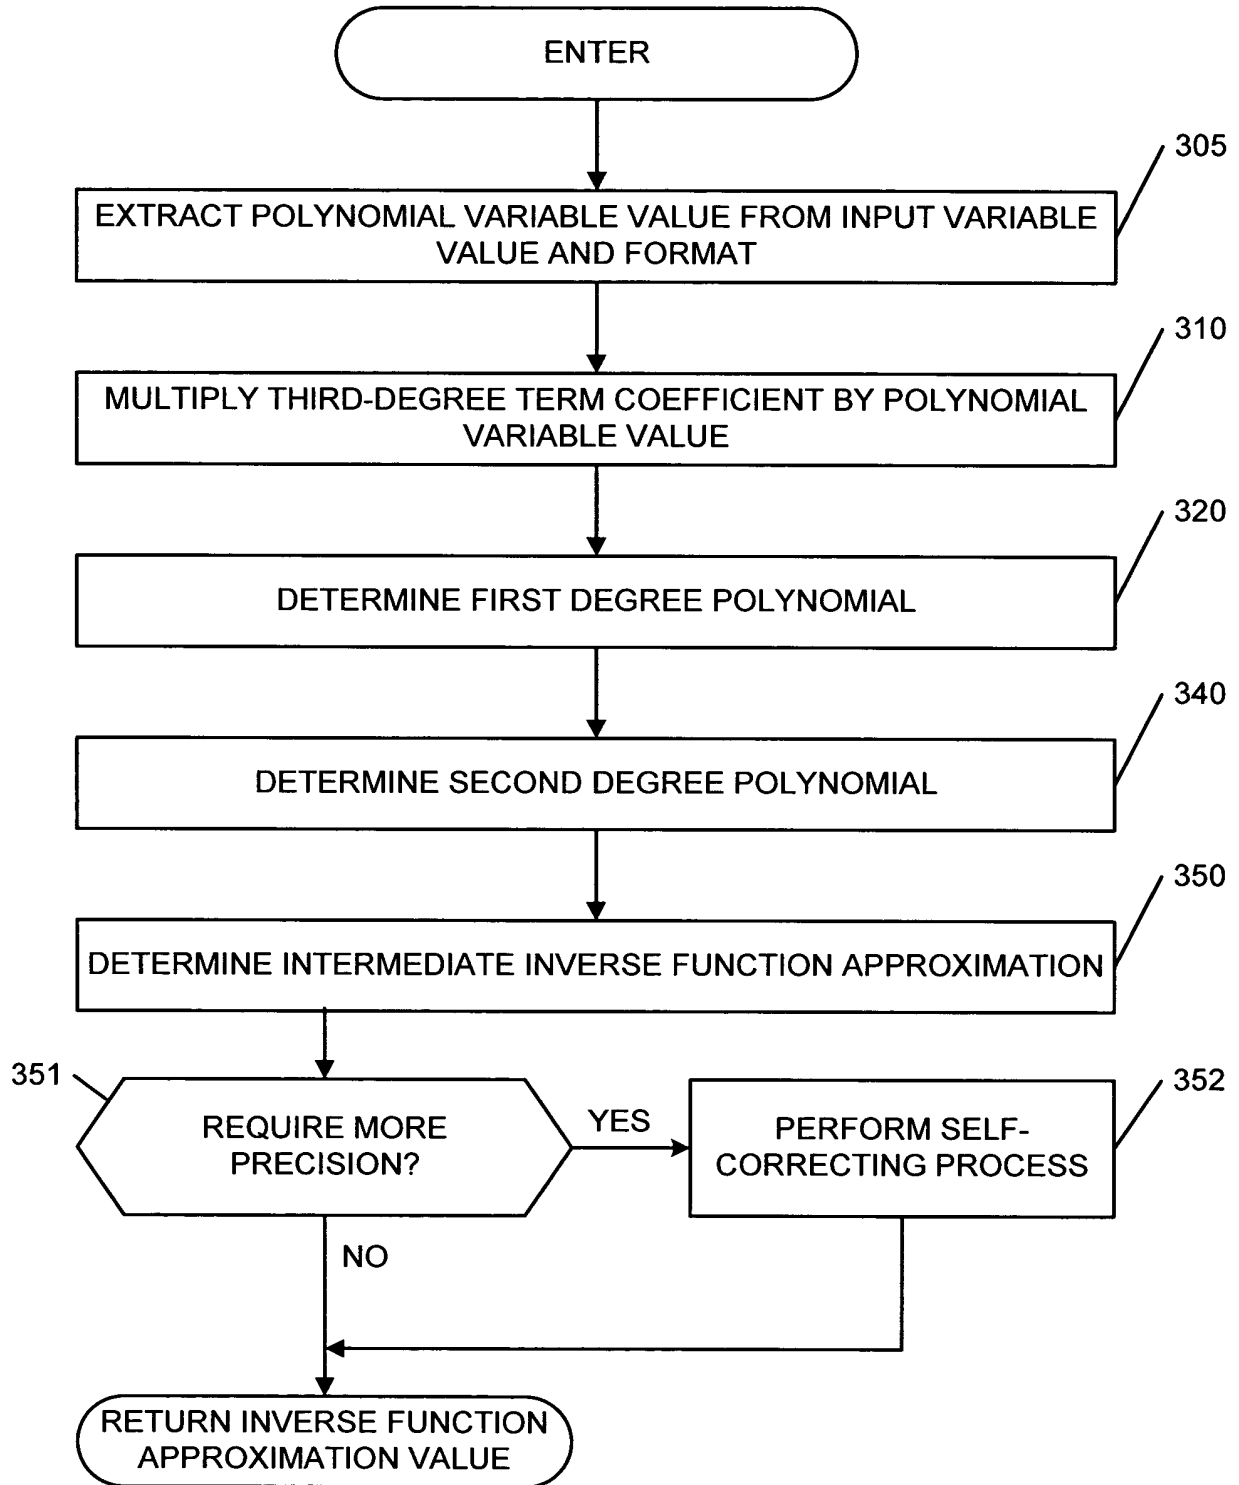 ENTER
305
EXTRACT POLYNOMIAL VARIABLE VALUE FROM INPUT VARIABLE
VALUE AND FORMAT
310
MULTIPLY THIRD-DEGREE TERM COEFFICIENT BY POLYNOMIAL
VARIABLE VALUE
320
DETERMINE FIRST DEGREE POLYNOMIAL
340
DETERMINE SECOND DEGREE POLYNOMIAL
350
DETERMINE INTERMEDIATE INVERSE FUNCTION APPROXIMATION
351
REQUIRE MORE
PRECISION?
YES
352
PERFORM SELF-
CORRECTING PROCESS
NO
RETURN INVERSE FUNCTION
APPROXIMATION VALUE